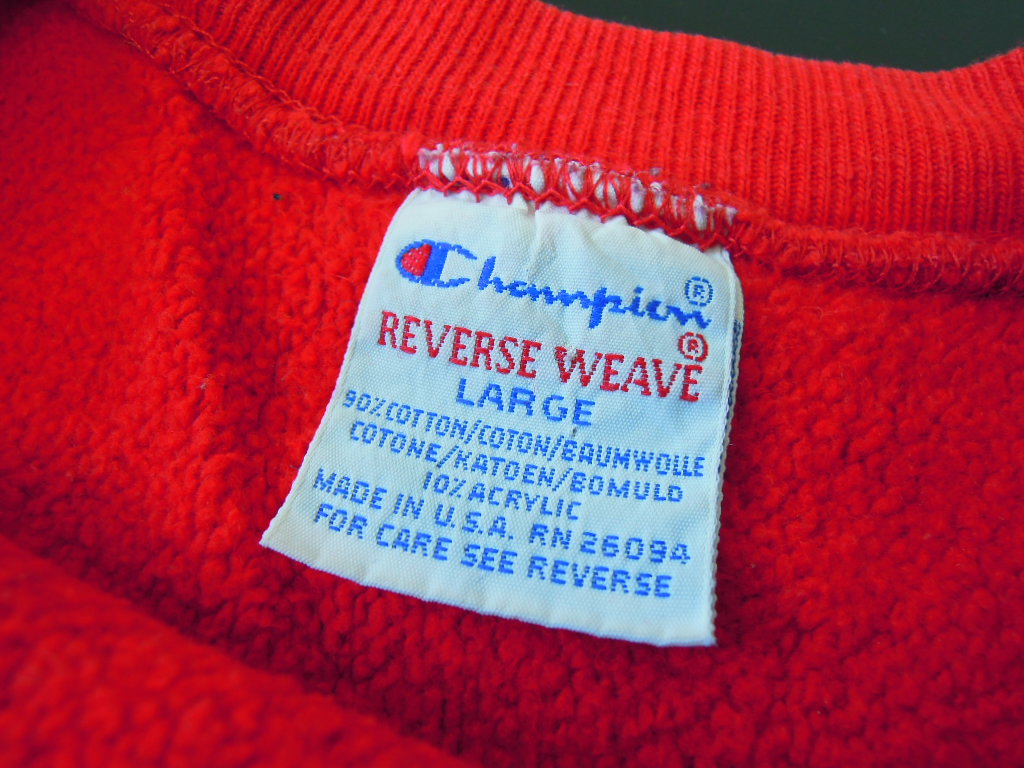 Champion®
REVERSE WEAVE®
LARGE
90% COTTON/COTON/BAUMWOLLE
COTONE/KATOEN/BOMULD
10% ACRYLIC
MADE IN U.S.A. RN 26094
FOR CARE SEE REVERSE